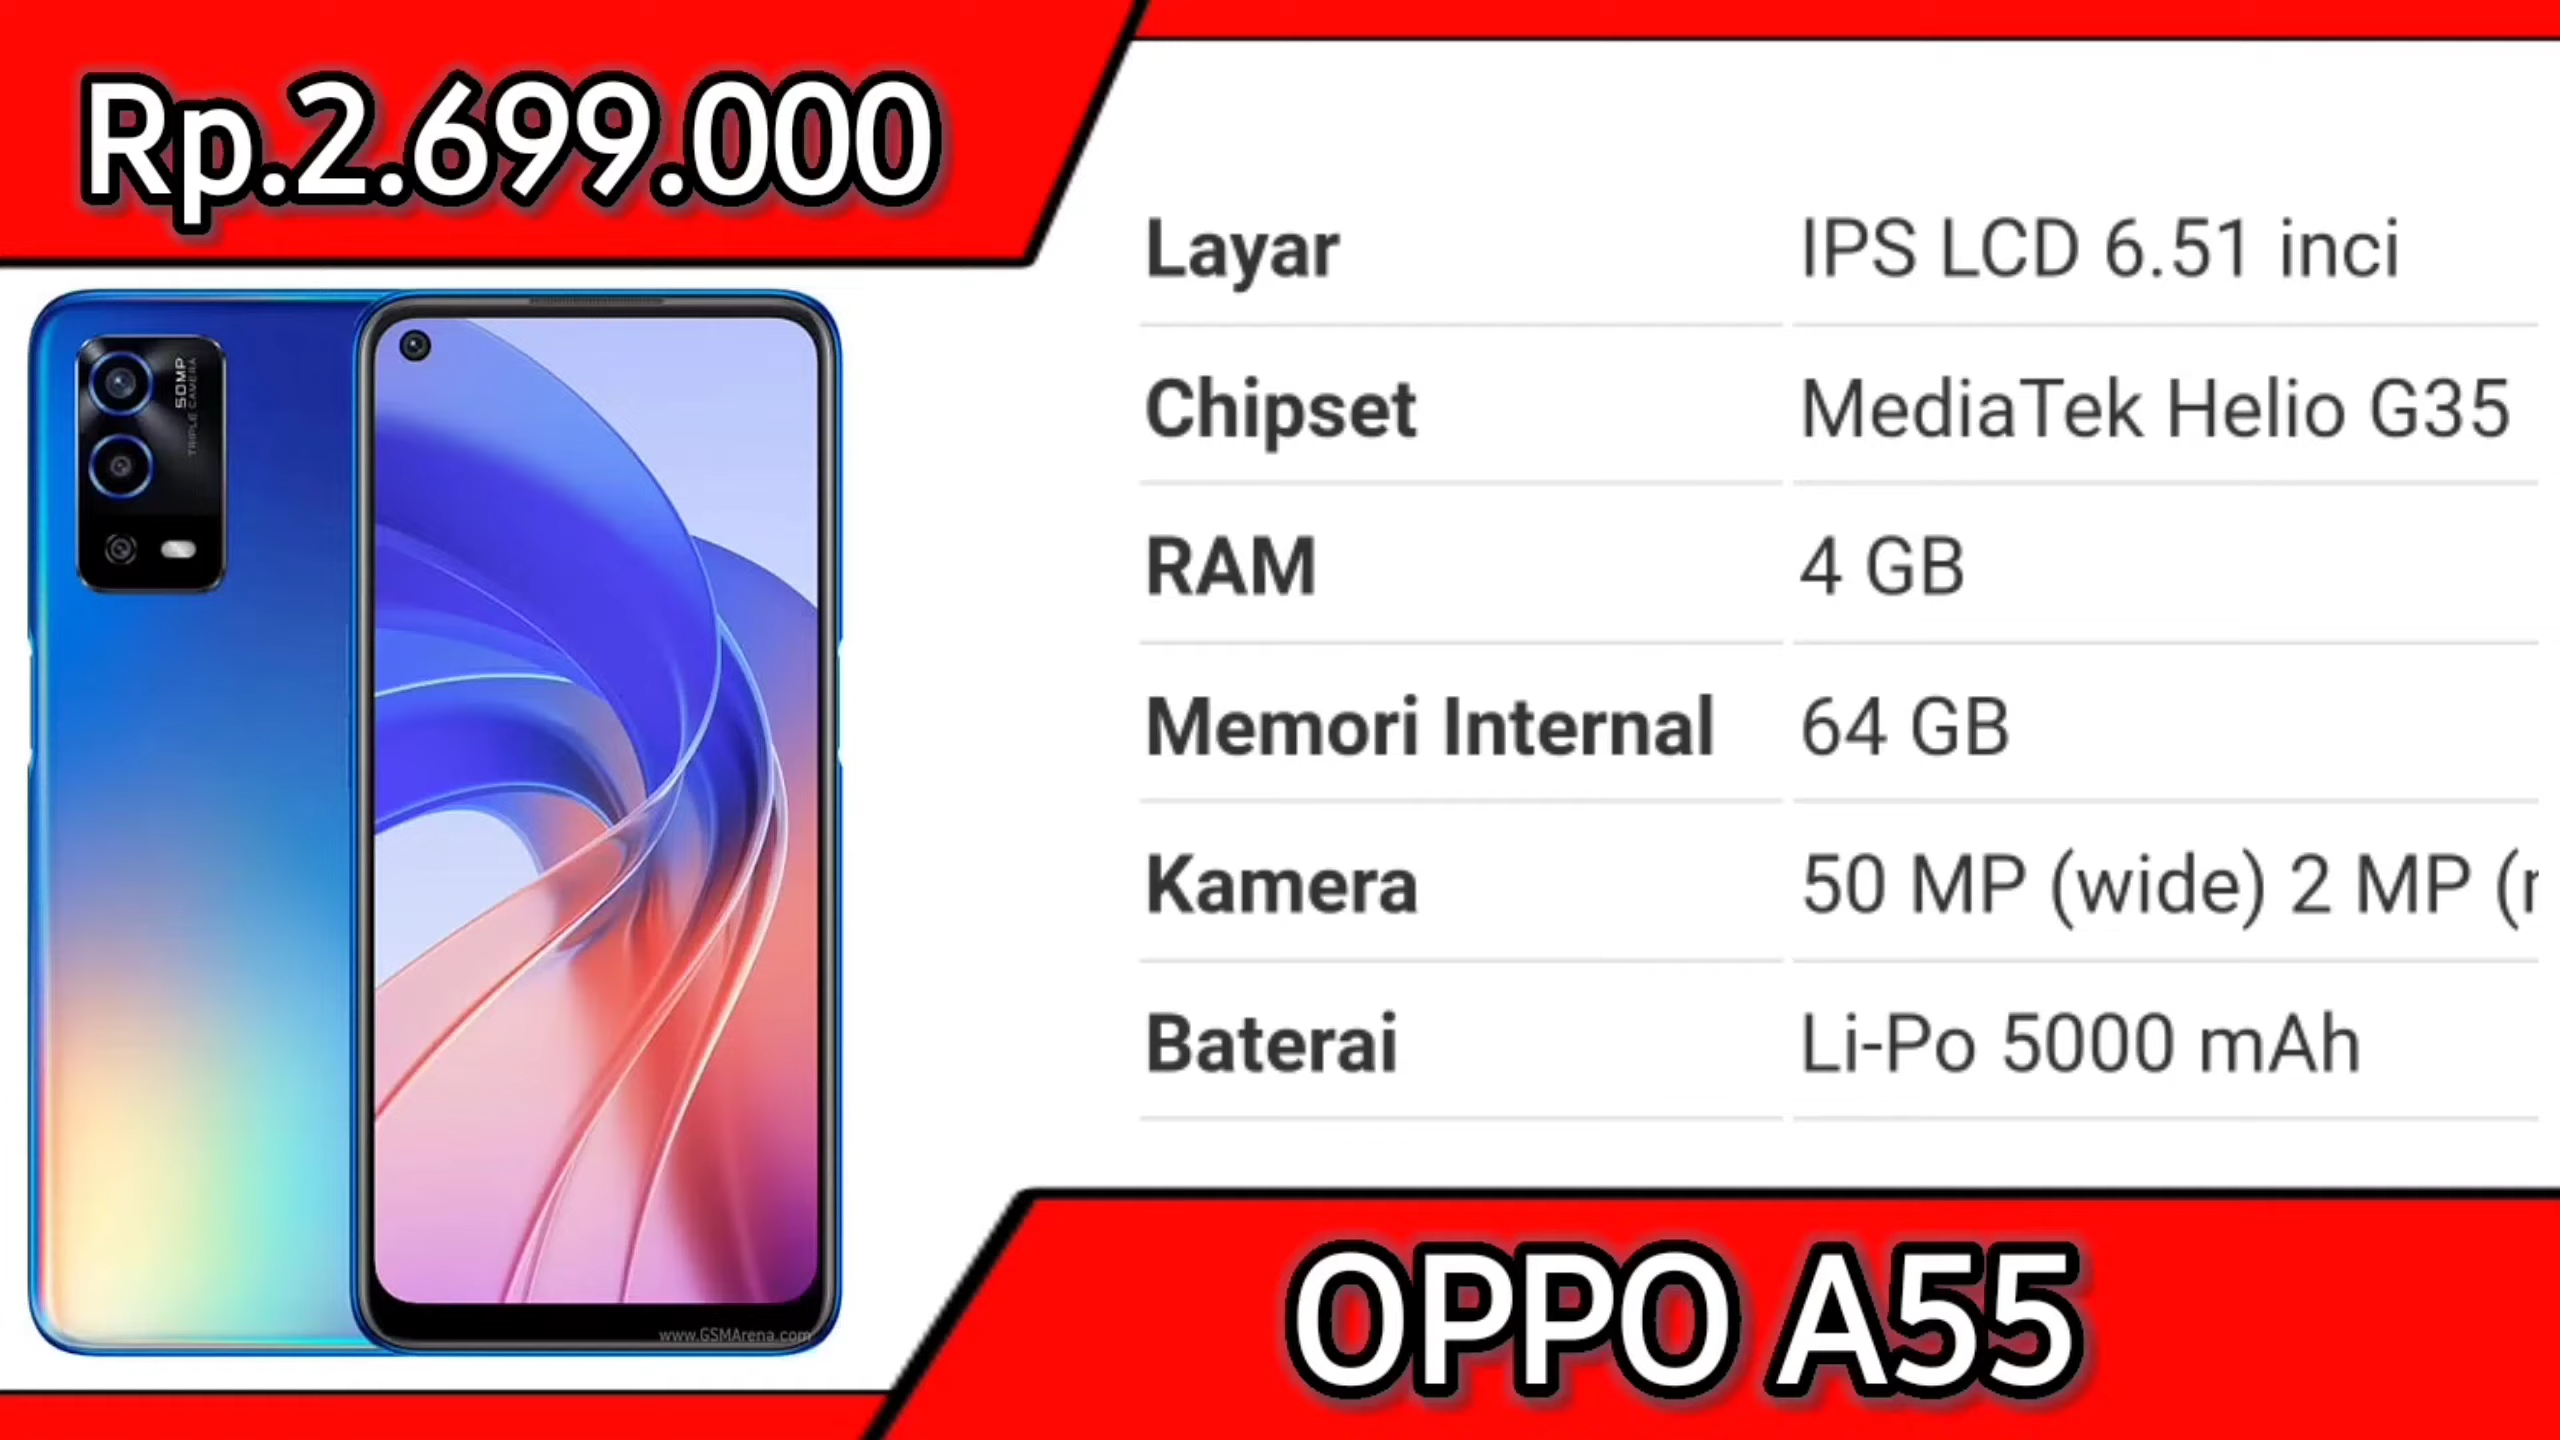 Rp.2.699.000
50MP
TRIPLE CAMERA
www.GSMArena.com
Layar IPS LCD 6.51 inci
Chipset MediaTek Helio G35
RAM 4 GB
Memori Internal 64 GB
Kamera 50 MP (wide) 2 MP (
Baterai Li-Po 5000 mAh
OPPO A55